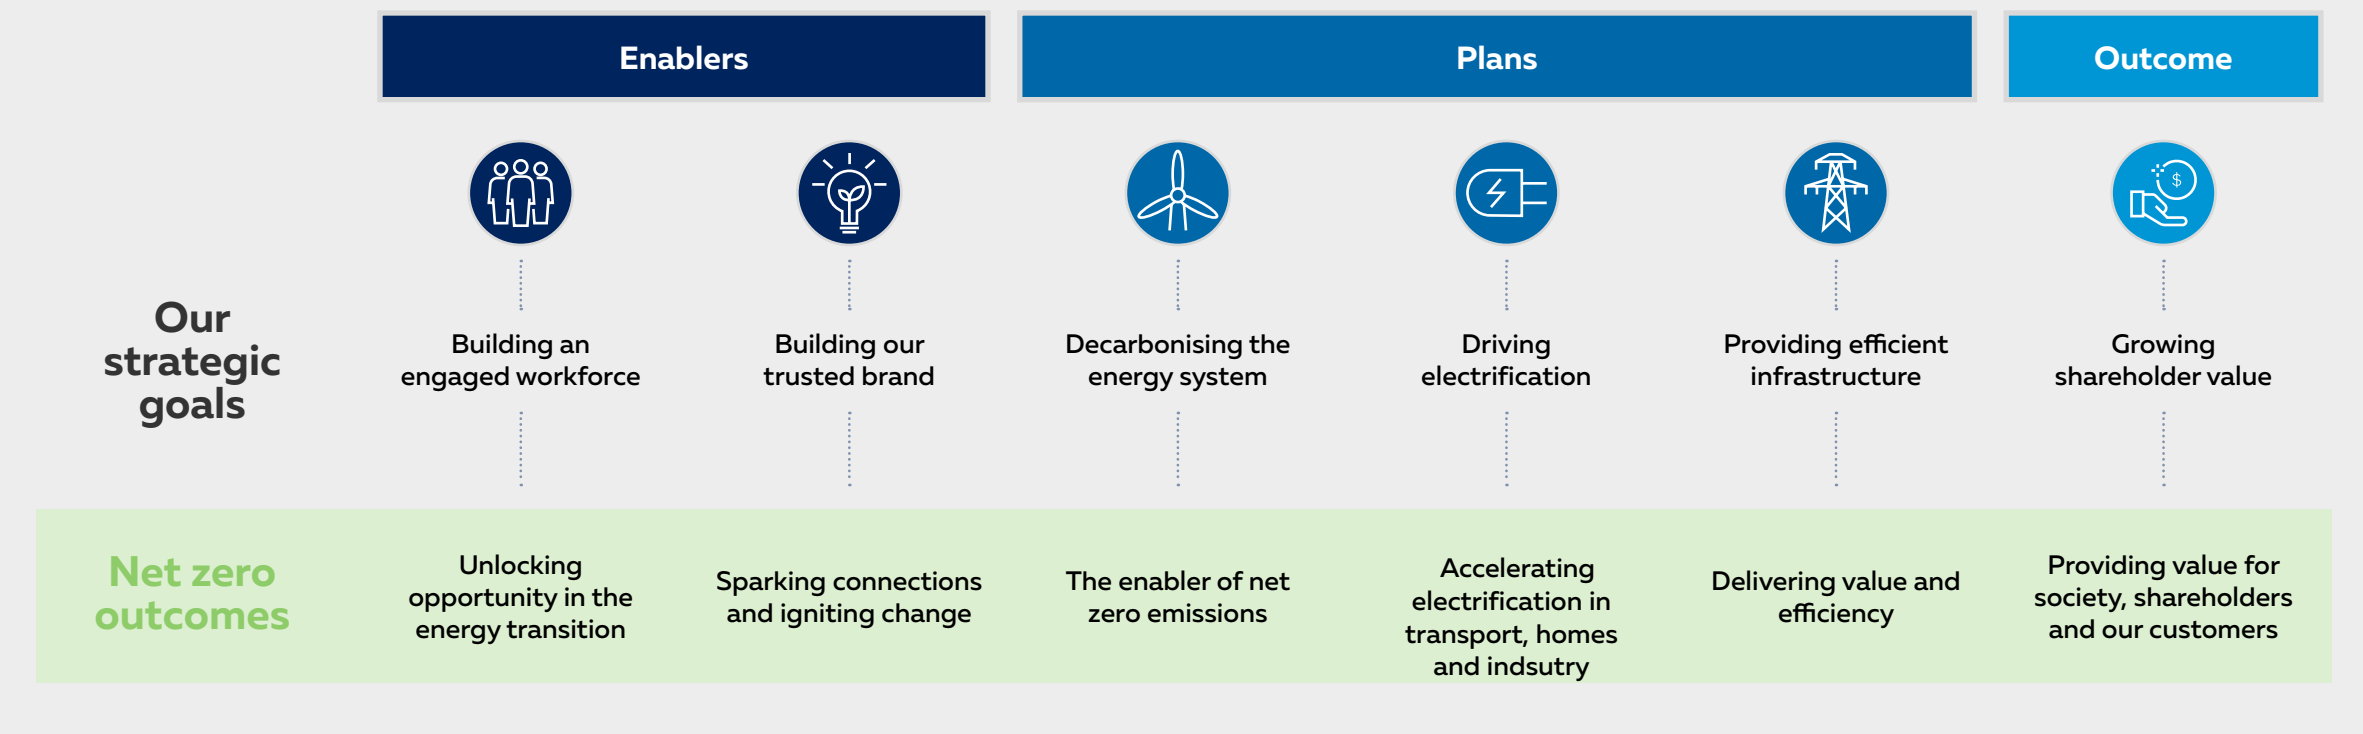 Enablers
Plans
Outcome
$
Our
strategic
goals
Building an
engaged workforce
Building our
trusted brand
Decarbonising the
energy system
Driving
electrification
Providing efficient
infrastructure
Growing
shareholder value
Net zero
outcomes
Unlocking
opportunity in the
energy transition
Sparking connections
and igniting change
The enabler of net
zero emissions
Accelerating
electrification in
transport, homes
and indsutry
Delivering value and
efficiency
Providing value for
society, shareholders
and our customers